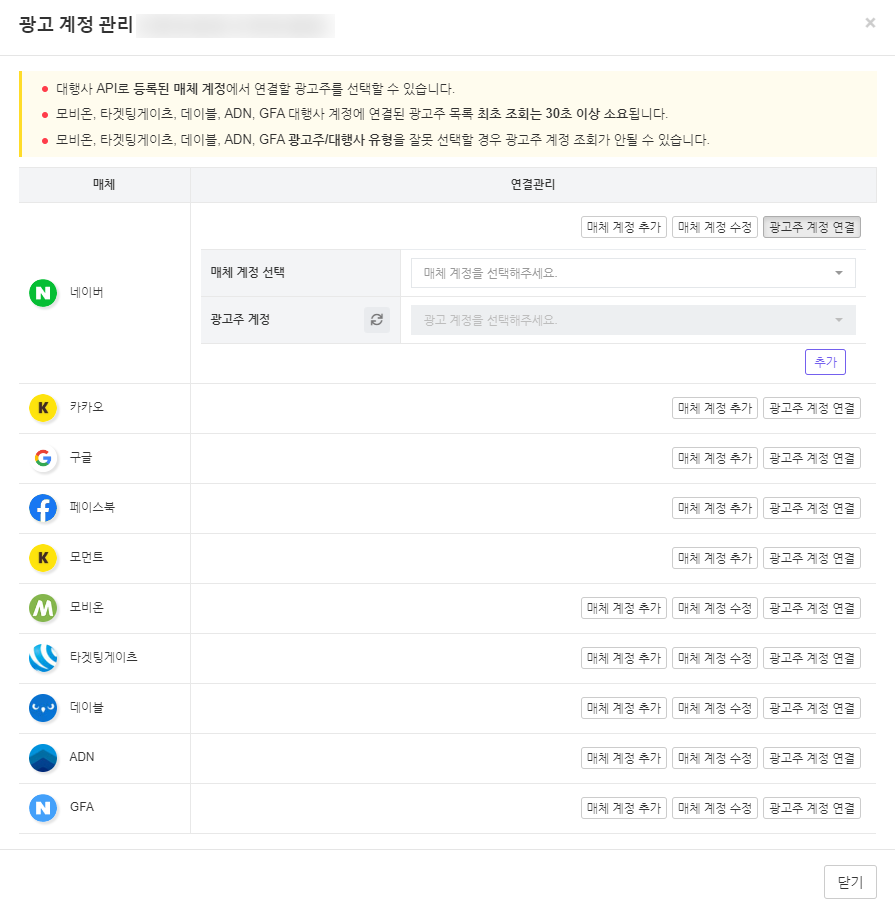 광고 계정 관리
×
대행사 API로 등록된 매체 계정에서 연결할 광고주를 선택할 수 있습니다.
모비온, 타겟팅게이츠, 데이블, ADN, GFA 대행사 계정에 연결된 광고주 목록 최초 조회는 30초 이상 소요됩니다.
모비온, 타겟팅게이츠, 데이블, ADN, GFA 광고주/대행사 유형을 잘못 선택할 경우 광고주 계정 조회가 안될 수 있습니다.
매체 연결관리
매체 계정 추가 매체 계정 수정 광고주 계정 연결
N 네이버
매체 계정 선택 매체 계정을 선택해주세요.
광고주 계정 광고 계정을 선택해주세요.
추가
K 카카오 매체 계정 추가 광고주 계정 연결
G 구글 매체 계정 추가 광고주 계정 연결
f 페이스북 매체 계정 추가 광고주 계정 연결
K 모먼트 매체 계정 추가 광고주 계정 연결
M 모비온 매체 계정 추가 매체 계정 수정 광고주 계정 연결
타겟팅게이츠 매체 계정 추가 매체 계정 수정 광고주 계정 연결
데이블 매체 계정 추가 매체 계정 수정 광고주 계정 연결
ADN 매체 계정 추가 매체 계정 수정 광고주 계정 연결
N GFA 매체 계정 추가 매체 계정 수정 광고주 계정 연결
닫기